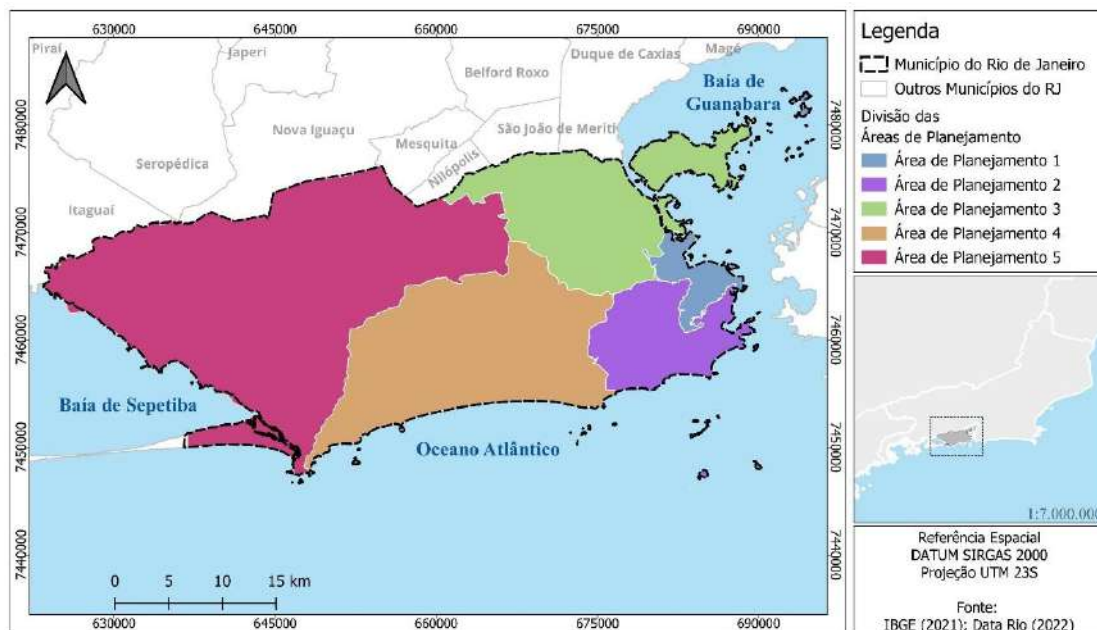 630000 645000 660000 675000 690000
Piraí
Japeri
Duque de Caxias
Magé
Belford Roxo
Baía de
Guanabara
7480000
7480000
Nova Iguaçu
São João de Meriti
Mesquita
Seropédica
Nilópolis
Itaguaí
7470000
7470000
7460000
7460000
Baía de Sepetiba
7450000
7450000
Oceano Atlântico
7440000
7440000
0 5 10 15 km
630000 645000 660000 675000 690000
Legenda
Município do Rio de Janeiro
Outros Municípios do RJ
Divisão das
Áreas de Planejamento
Área de Planejamento 1
Área de Planejamento 2
Área de Planejamento 3
Área de Planejamento 4
Área de Planejamento 5
1:7.000.000
Referência Espacial
DATUM SIRGAS 2000
Projeção UTM 23S
Fonte:
IBGE (2021); Data Rio (2022)